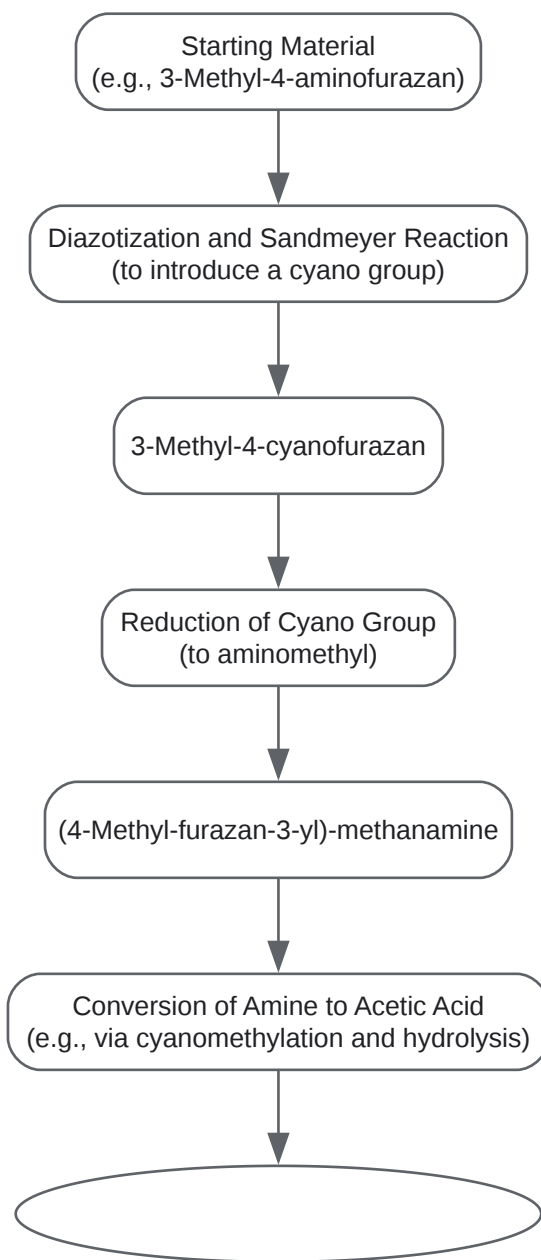 Starting Material
(e.g., 3-Methyl-4-aminofurazan)
Diazotization and Sandmeyer Reaction
(to introduce a cyano group)
3-Methyl-4-cyanofurazan
Reduction of Cyano Group
(to aminomethyl)
(4-Methyl-furazan-3-yl)-methanamine
Conversion of Amine to Acetic Acid
(e.g., via cyanomethylation and hydrolysis)